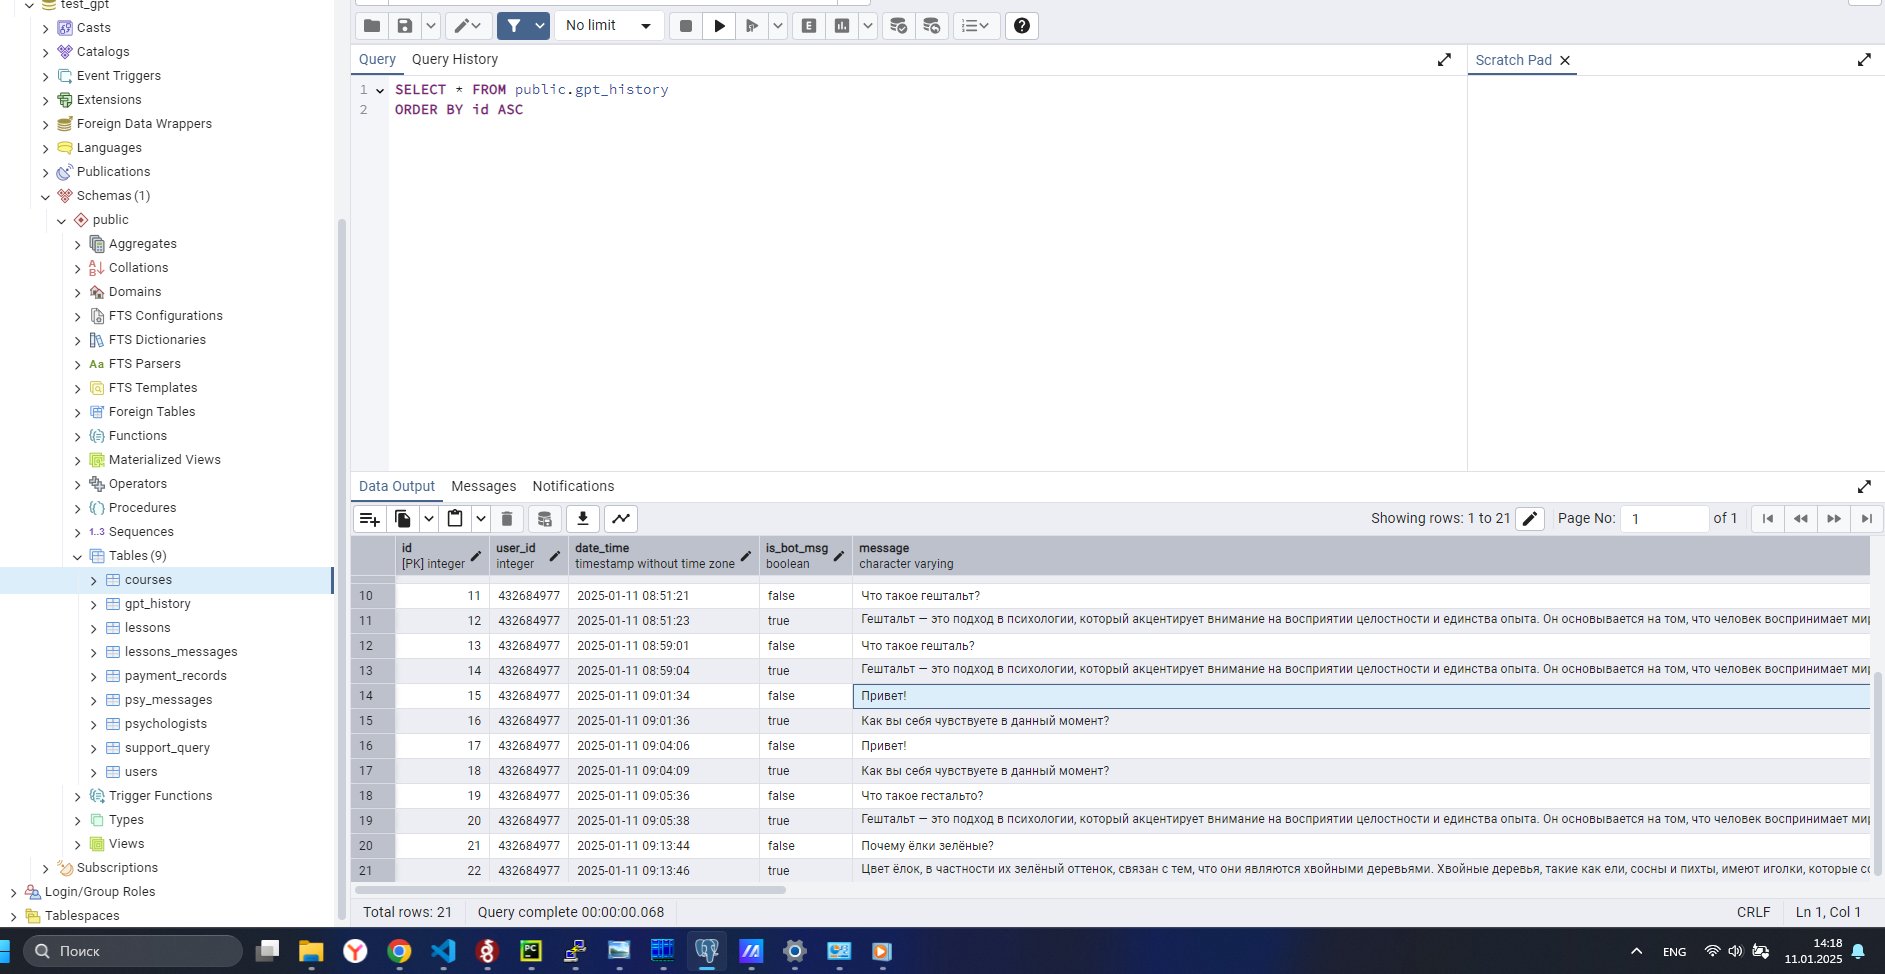 test_gpt
Casts
Catalogs
Event Triggers
Extensions
Foreign Data Wrappers
Languages
Publications
Schemas (1)
public
Aggregates
Collations
Domains
FTS Configurations
FTS Dictionaries
Aa FTS Parsers
FTS Templates
Foreign Tables
Functions
Materialized Views
Operators
Procedures
1..3 Sequences
Tables (9)
courses
gpt_history
lessons
lessons_messages
payment_records
psy_messages
psychologists
support_query
users
Trigger Functions
Types
Views
Subscriptions
Login/Group Roles
Tablespaces
No limit
E
Query Query History
Scratch Pad
1 SELECT * FROM public.gpt_history
2 ORDER BY id ASC
Data Output Messages Notifications
Showing rows: 1 to 21 Page No: 1 of 1
id user_id date_time is_bot_msg message
[PK] integer integer timestamp without time zone boolean character varying
10 11 432684977 2025-01-11 08:51:21 false Что такое гештальт?
11 12 432684977 2025-01-11 08:51:23 true Гештальт — это подход в психологии, который акцентирует внимание на восприятии целостности и единства опыта. Он основывается на том, что человек воспринимает ми
12 13 432684977 2025-01-11 08:59:01 false Что такое гешталь?
13 14 432684977 2025-01-11 08:59:04 true Гештальт — это подход в психологии, который акцентирует внимание на восприятии целостности и единства опыта. Он основывается на том, что человек воспринимает ми
14 15 432684977 2025-01-11 09:01:34 false Привет!
15 16 432684977 2025-01-11 09:01:36 true Как вы себя чувствуете в данный момент?
16 17 432684977 2025-01-11 09:04:06 false Привет!
17 18 432684977 2025-01-11 09:04:09 true Как вы себя чувствуете в данный момент?
18 19 432684977 2025-01-11 09:05:36 false Что такое гестальто?
19 20 432684977 2025-01-11 09:05:38 true Гештальт — это подход в психологии, который акцентирует внимание на восприятии целостности и единства опыта. Он основывается на том, что человек воспринимает ми
20 21 432684977 2025-01-11 09:13:44 false Почему ёлки зелёные?
21 22 432684977 2025-01-11 09:13:46 true Цвет ёлок, в частности их зелёный оттенок, связан с тем, что они являются хвойными деревьями. Хвойные деревья, такие как ели, сосны и пихты, имеют иголки, которые со
Total rows: 21 Query complete 00:00:00.068 CRLF Ln 1, Col 1
Поиск
PC
ENG
14:18
11.01.2025